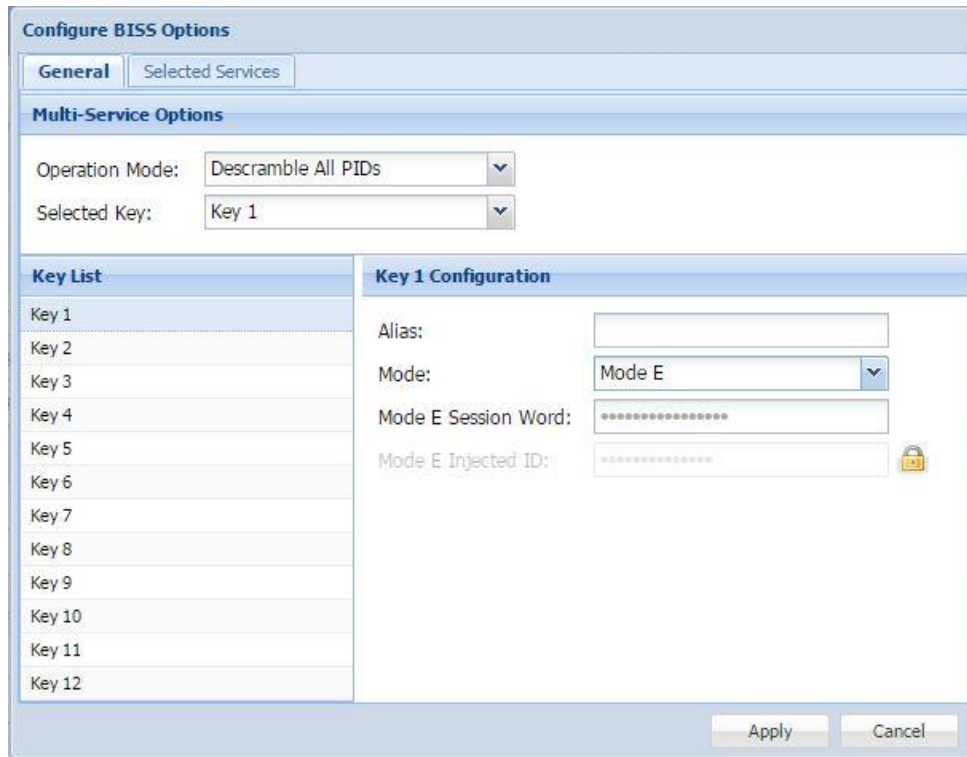 Configure BISS Options
General
Selected Services
Multi-Service Options
Operation Mode: Descramble All PIDs
Selected Key: Key 1
Key List
Key 1
Key 2
Key 3
Key 4
Key 5
Key 6
Key 7
Key 8
Key 9
Key 10
Key 11
Key 12
Key 1 Configuration
Alias:
Mode: Mode E
Mode E Session Word: ••••••••••••••••
Mode E Injected ID: ••••••••••••••
Apply
Cancel